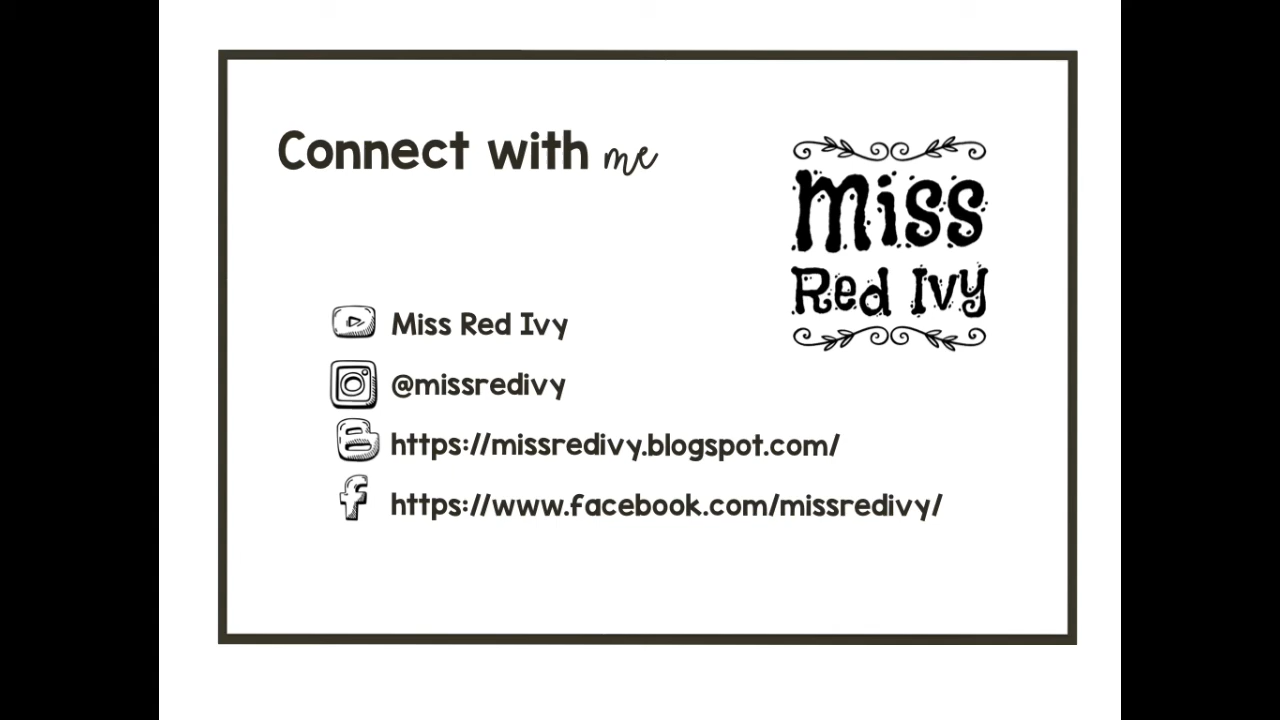 Connect with me
Miss
Red Ivy
Miss Red Ivy
@missredivy
https://missredivy.blogspot.com/
https://www.facebook.com/missredivy/